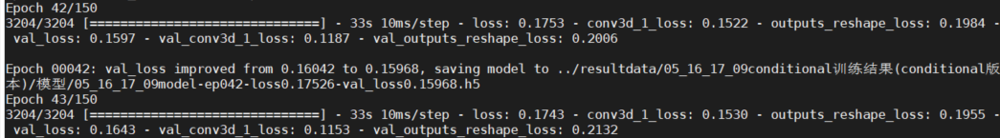 Epoch 42/150
3204/3204 [==============================] - 33s 10ms/step - loss: 0.1753 - conv3d_1_loss: 0.1522 - outputs_reshape_loss: 0.1984 -
val_loss: 0.1597 - val_conv3d_1_loss: 0.1187 - val_outputs_reshape_loss: 0.2006
Epoch 00042: val_loss improved from 0.16042 to 0.15968, saving model to ../resultdata/05_16_17_09conditional训练结果(conditional版
本)/模型/05_16_17_09model-ep042-loss0.17526-val_loss0.15968.h5
Epoch 43/150
3204/3204 [==============================] - 33s 10ms/step - loss: 0.1743 - conv3d_1_loss: 0.1530 - outputs_reshape_loss: 0.1955 -
val_loss: 0.1643 - val_conv3d_1_loss: 0.1153 - val_outputs_reshape_loss: 0.2132